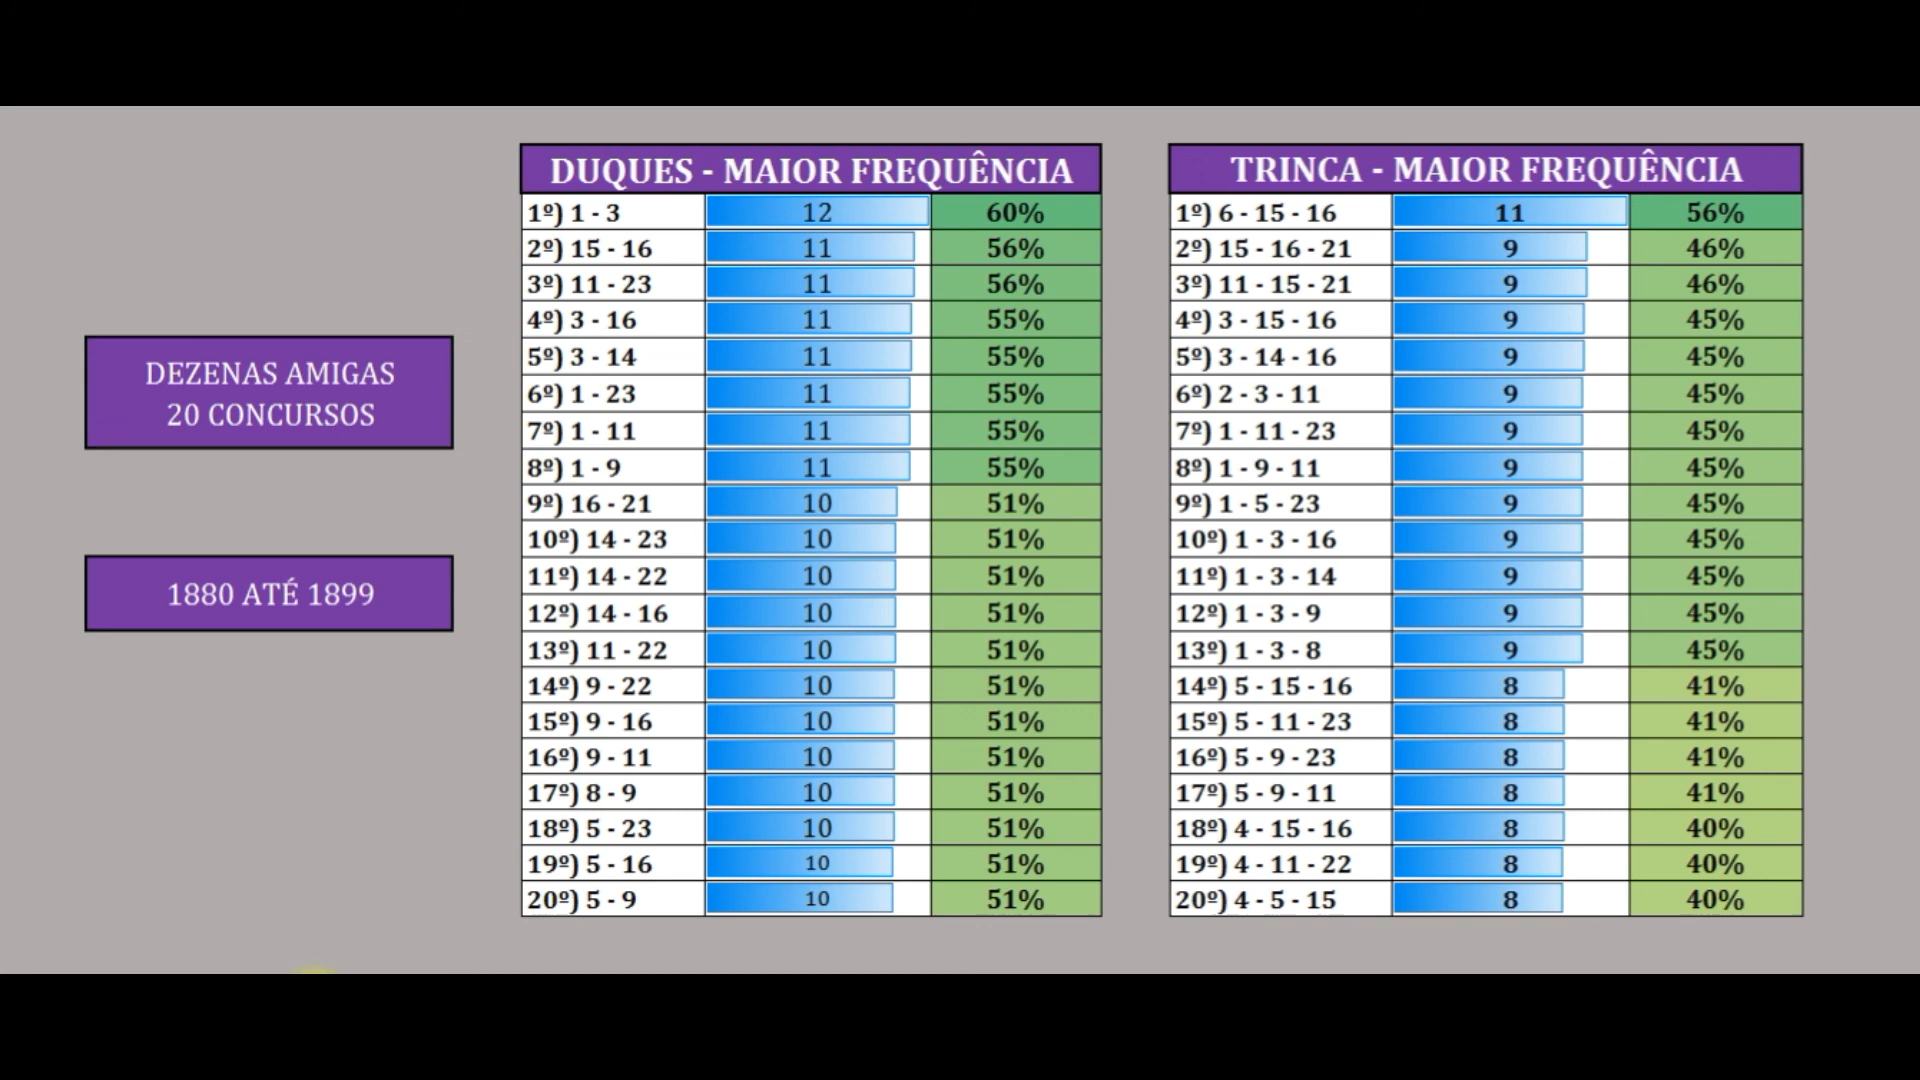 DEZENAS AMIGAS
20 CONCURSOS
1880 ATÉ 1899
DUQUES - MAIOR FREQUÊNCIA
1º) 1 - 3 12 60%
2º) 15 - 16 11 56%
3º) 11 - 23 11 56%
4º) 3 - 16 11 55%
5º) 3 - 14 11 55%
6º) 1 - 23 11 55%
7º) 1 - 11 11 55%
8º) 1 - 9 11 55%
9º) 16 - 21 10 51%
10º) 14 - 23 10 51%
11º) 14 - 22 10 51%
12º) 14 - 16 10 51%
13º) 11 - 22 10 51%
14º) 9 - 22 10 51%
15º) 9 - 16 10 51%
16º) 9 - 11 10 51%
17º) 8 - 9 10 51%
18º) 5 - 23 10 51%
19º) 5 - 16 10 51%
20º) 5 - 9 10 51%
TRINCA - MAIOR FREQUÊNCIA
1º) 6 - 15 - 16 11 56%
2º) 15 - 16 - 21 9 46%
3º) 11 - 15 - 21 9 46%
4º) 3 - 15 - 16 9 45%
5º) 3 - 14 - 16 9 45%
6º) 2 - 3 - 11 9 45%
7º) 1 - 11 - 23 9 45%
8º) 1 - 9 - 11 9 45%
9º) 1 - 5 - 23 9 45%
10º) 1 - 3 - 16 9 45%
11º) 1 - 3 - 14 9 45%
12º) 1 - 3 - 9 9 45%
13º) 1 - 3 - 8 9 45%
14º) 5 - 15 - 16 8 41%
15º) 5 - 11 - 23 8 41%
16º) 5 - 9 - 23 8 41%
17º) 5 - 9 - 11 8 41%
18º) 4 - 15 - 16 8 40%
19º) 4 - 11 - 22 8 40%
20º) 4 - 5 - 15 8 40%